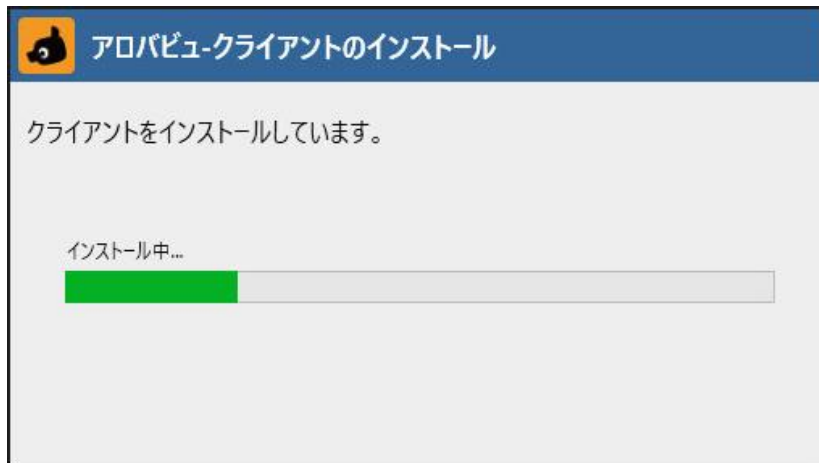 アロバビュ-クライアントのインストール
クライアントをインストールしています。
インストール中...